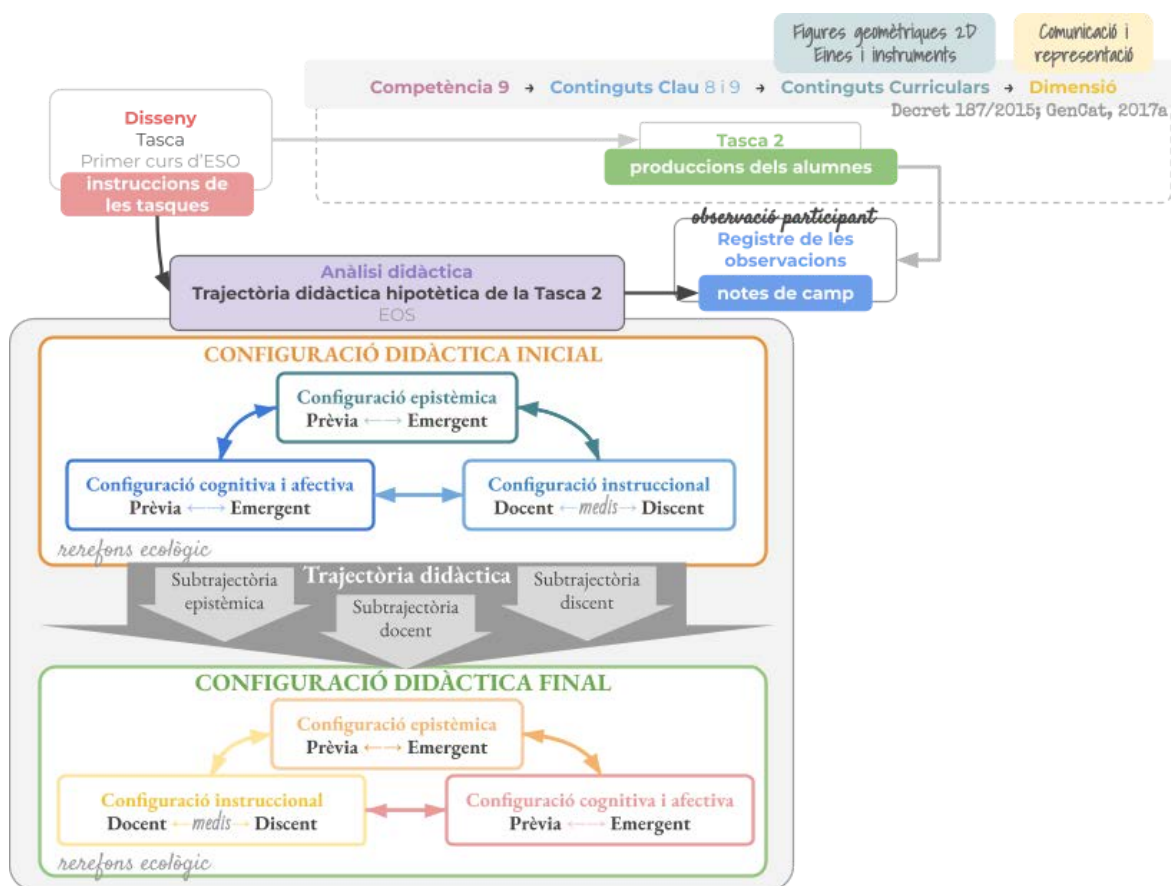 Figures geomètriques 2D
Eines i instruments
Comunicació i
representació
Competència 9 → Continguts Clau 8 i 9 → Continguts Curriculars → Dimensió
Decret 187/2015; GenCat, 2017a
Disseny
Tasca
Primer curs d'ESO
instruccions de
les tasques
Tasca 2
produccions dels alumnes
observació participant
Registre de les
observacions
notes de camp
Anàlisi didàctica
Trajectòria didàctica hipotètica de la Tasca 2
EOS
CONFIGURACIÓ DIDÀCTICA INICIAL
Configuració epistèmica
Prèvia ←→ Emergent
Configuració cognitiva i afectiva
Prèvia ←→ Emergent
Configuració instruccional
Docent ←medis→ Discent
rerefons ecològic
Trajectòria didàctica
Subtrajectòria
epistèmica
Subtrajectòria
docent
Subtrajectòria
discent
CONFIGURACIÓ DIDÀCTICA FINAL
Configuració epistèmica
Prèvia ←→ Emergent
Configuració instruccional
Docent ←medis→ Discent
Configuració cognitiva i afectiva
Prèvia ←→ Emergent
rerefons ecològic